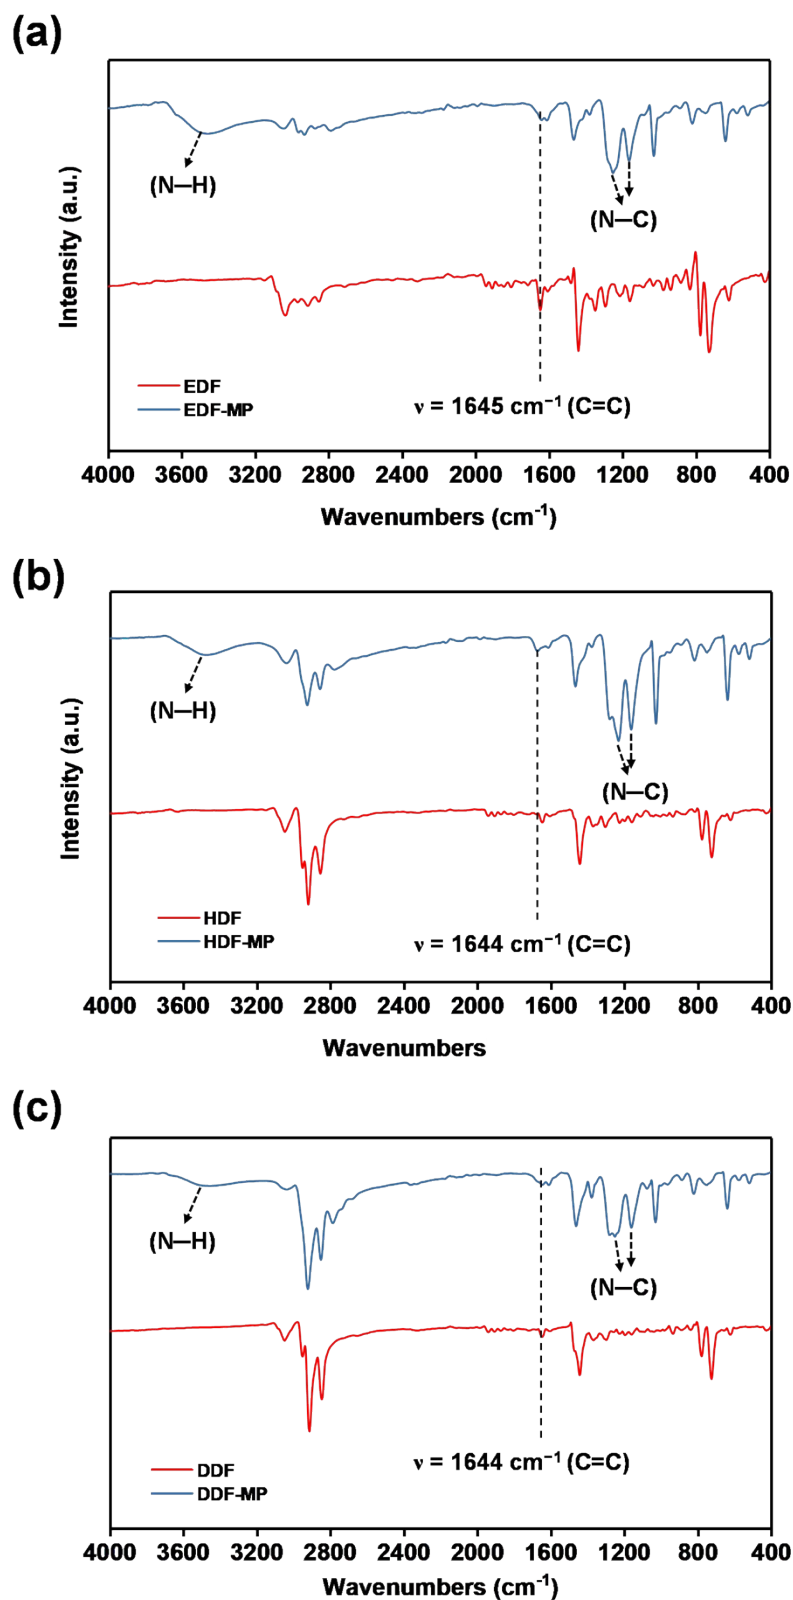 (a)
Intensity (a.u.)
(N—H)
(N—C)
EDF
EDF-MP
ν = 1645 cm⁻¹ (C=C)
4000 3600 3200 2800 2400 2000 1600 1200 800 400
Wavenumbers (cm⁻¹)
(b)
Intensity (a.u.)
(N—H)
(N—C)
HDF
HDF-MP
ν = 1644 cm⁻¹ (C=C)
4000 3600 3200 2800 2400 2000 1600 1200 800 400
Wavenumbers
(c)
(N—H)
(N—C)
DDF
DDF-MP
ν = 1644 cm⁻¹ (C=C)
4000 3600 3200 2800 2400 2000 1600 1200 800 400
Wavenumbers (cm⁻¹)